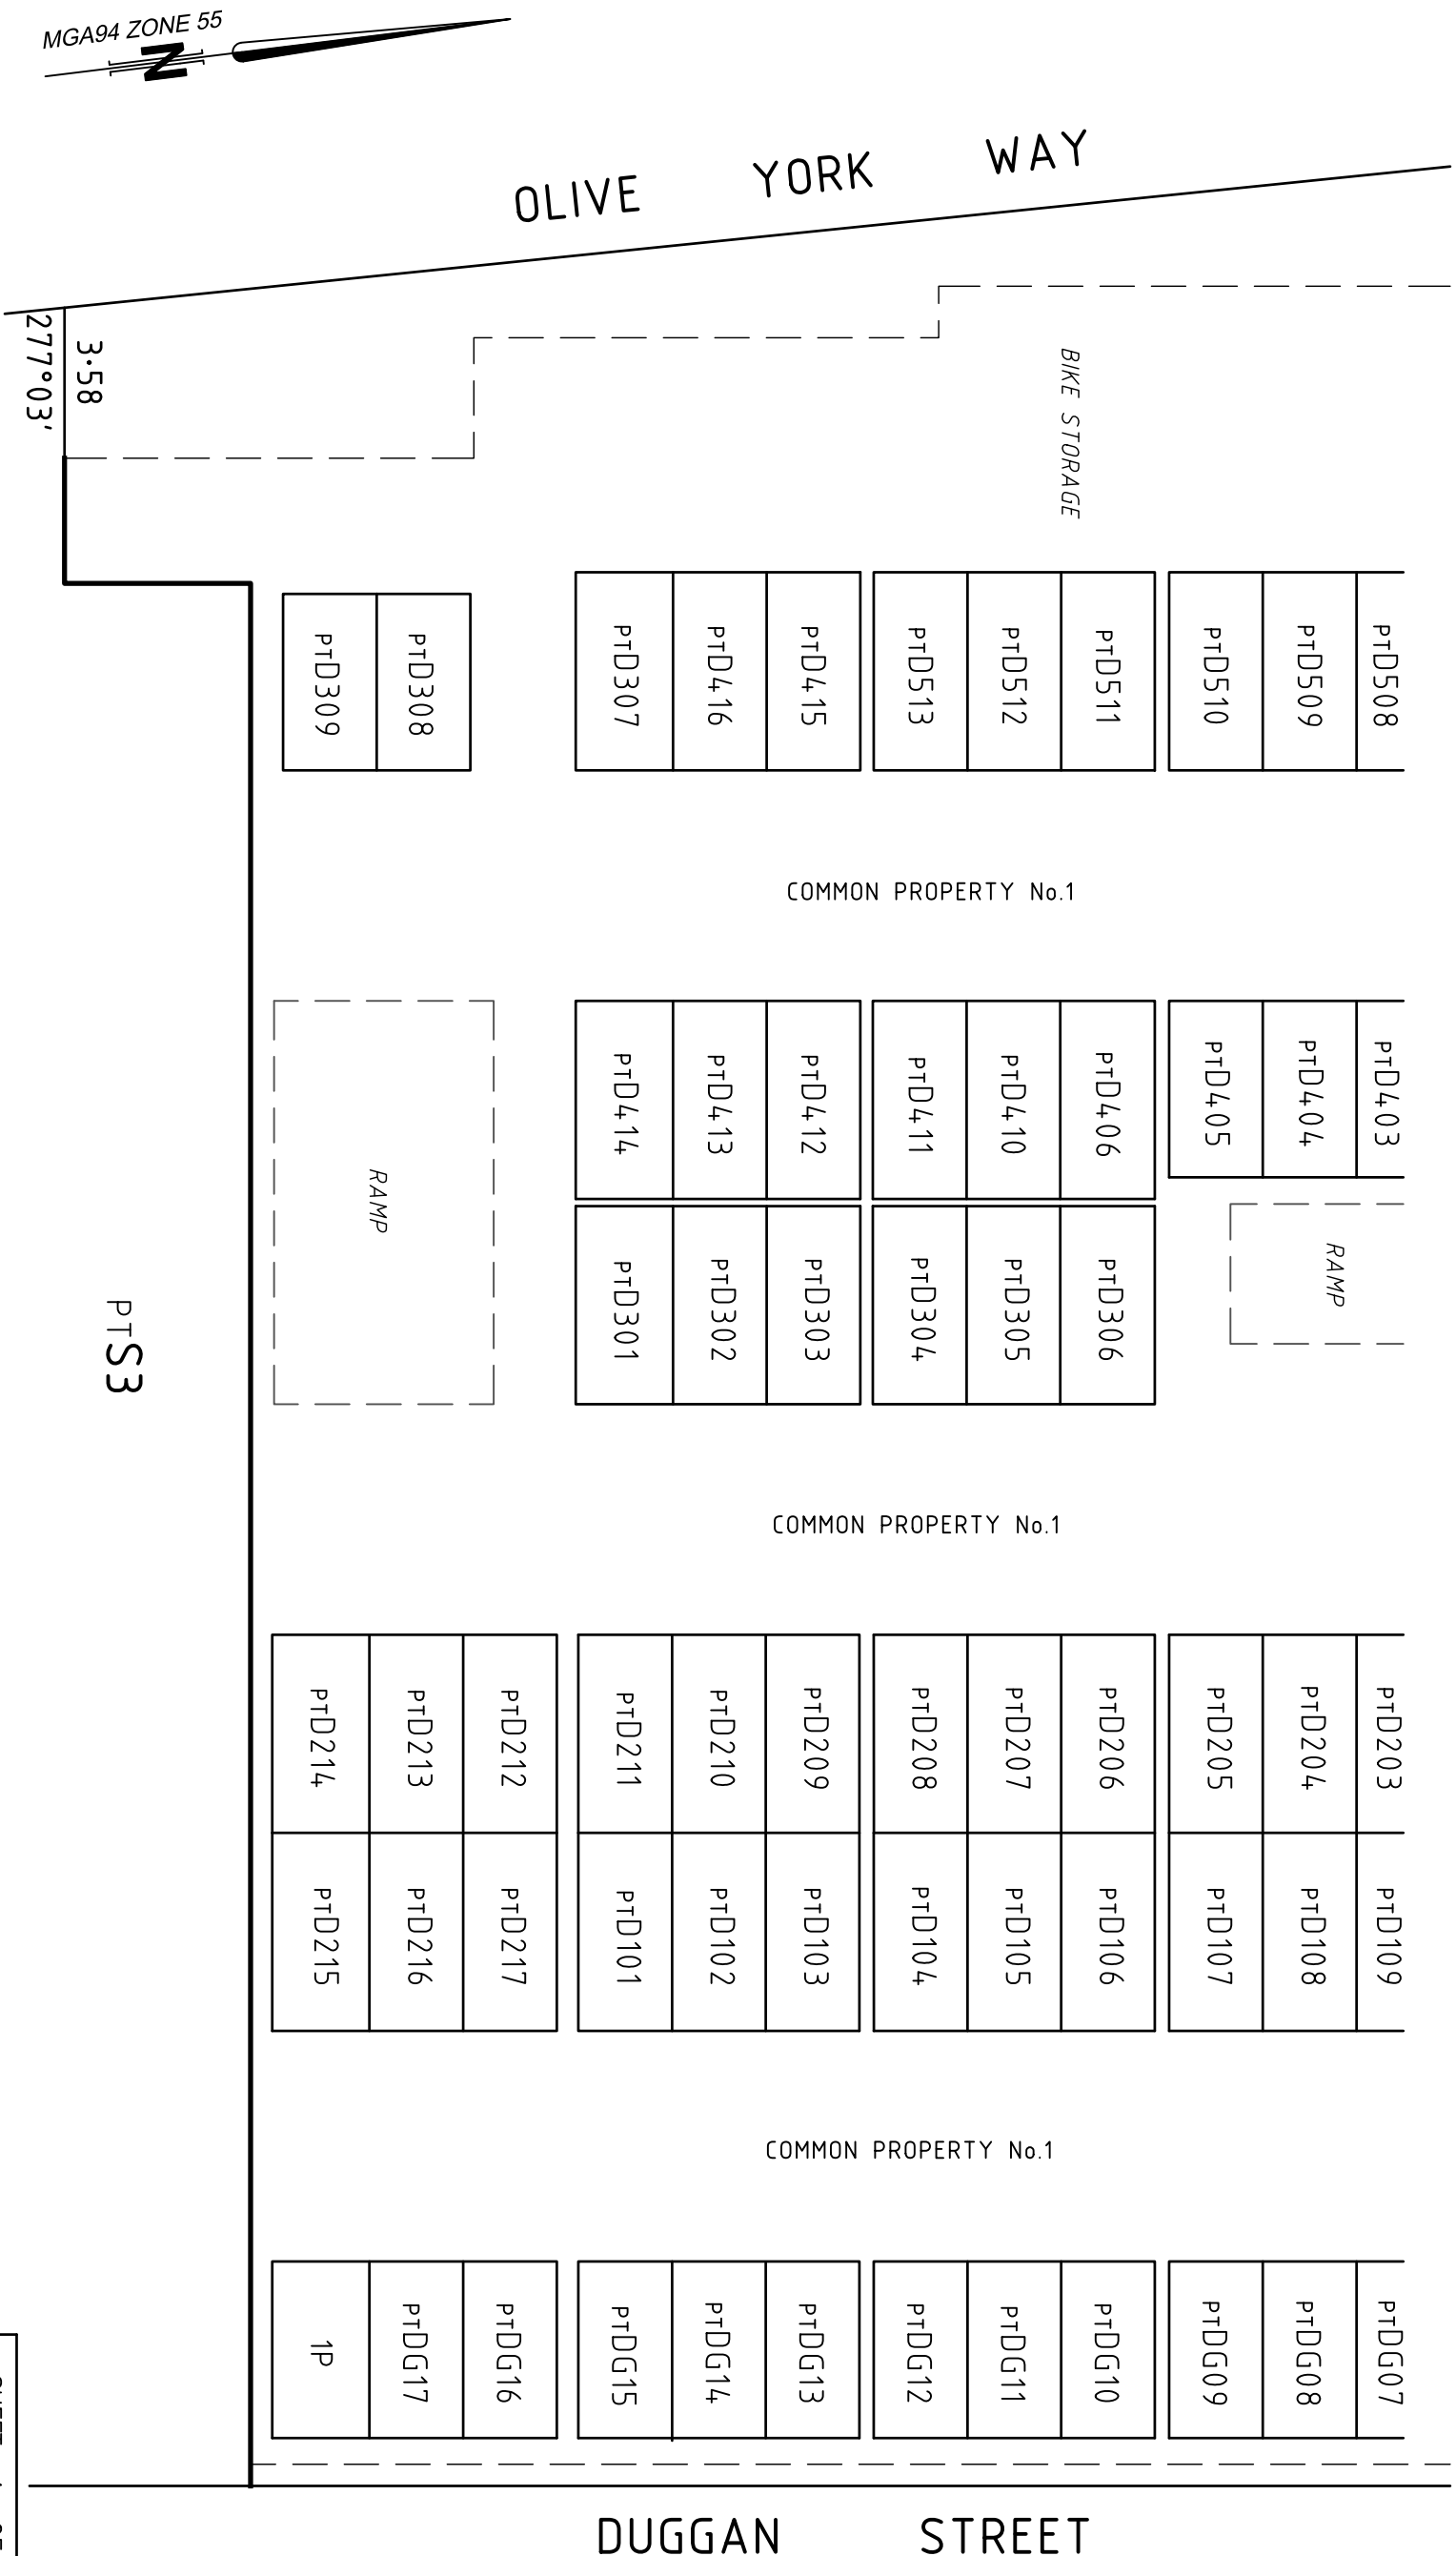 MGA94 ZONE 55
N
OLIVE YORK WAY
3·58
277°03'
BIKE STORAGE
PTD309
PTD308
PTD307
PTD416
PTD415
PTD513
PTD512
PTD511
PTD510
PTD509
PTD508
COMMON PROPERTY No.1
PTD414
PTD413
PTD412
PTD411
PTD410
PTD406
PTD405
PTD404
PTD403
RAMP
RAMP
PTD301
PTD302
PTD303
PTD304
PTD305
PTD306
PTS3
COMMON PROPERTY No.1
PTD214
PTD213
PTD212
PTD211
PTD210
PTD209
PTD208
PTD207
PTD206
PTD205
PTD204
PTD203
PTD215
PTD216
PTD217
PTD101
PTD102
PTD103
PTD104
PTD105
PTD106
PTD107
PTD108
PTD109
COMMON PROPERTY No.1
1P
PTDG17
PTDG16
PTDG15
PTDG14
PTDG13
PTDG12
PTDG11
PTDG10
PTDG09
PTDG08
PTDG07
DUGGAN STREET